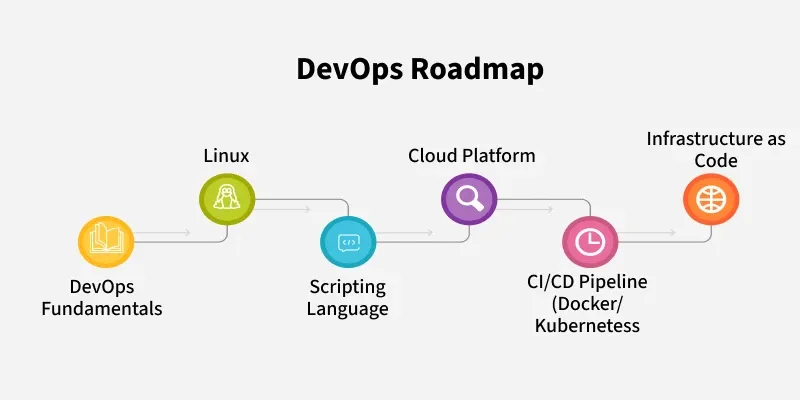 DevOps Roadmap
DevOps
Fundamentals
Linux
Scripting
Language
Cloud Platform
CI/CD Pipeline
(Docker/
Kubernetess
Infrastructure as
Code